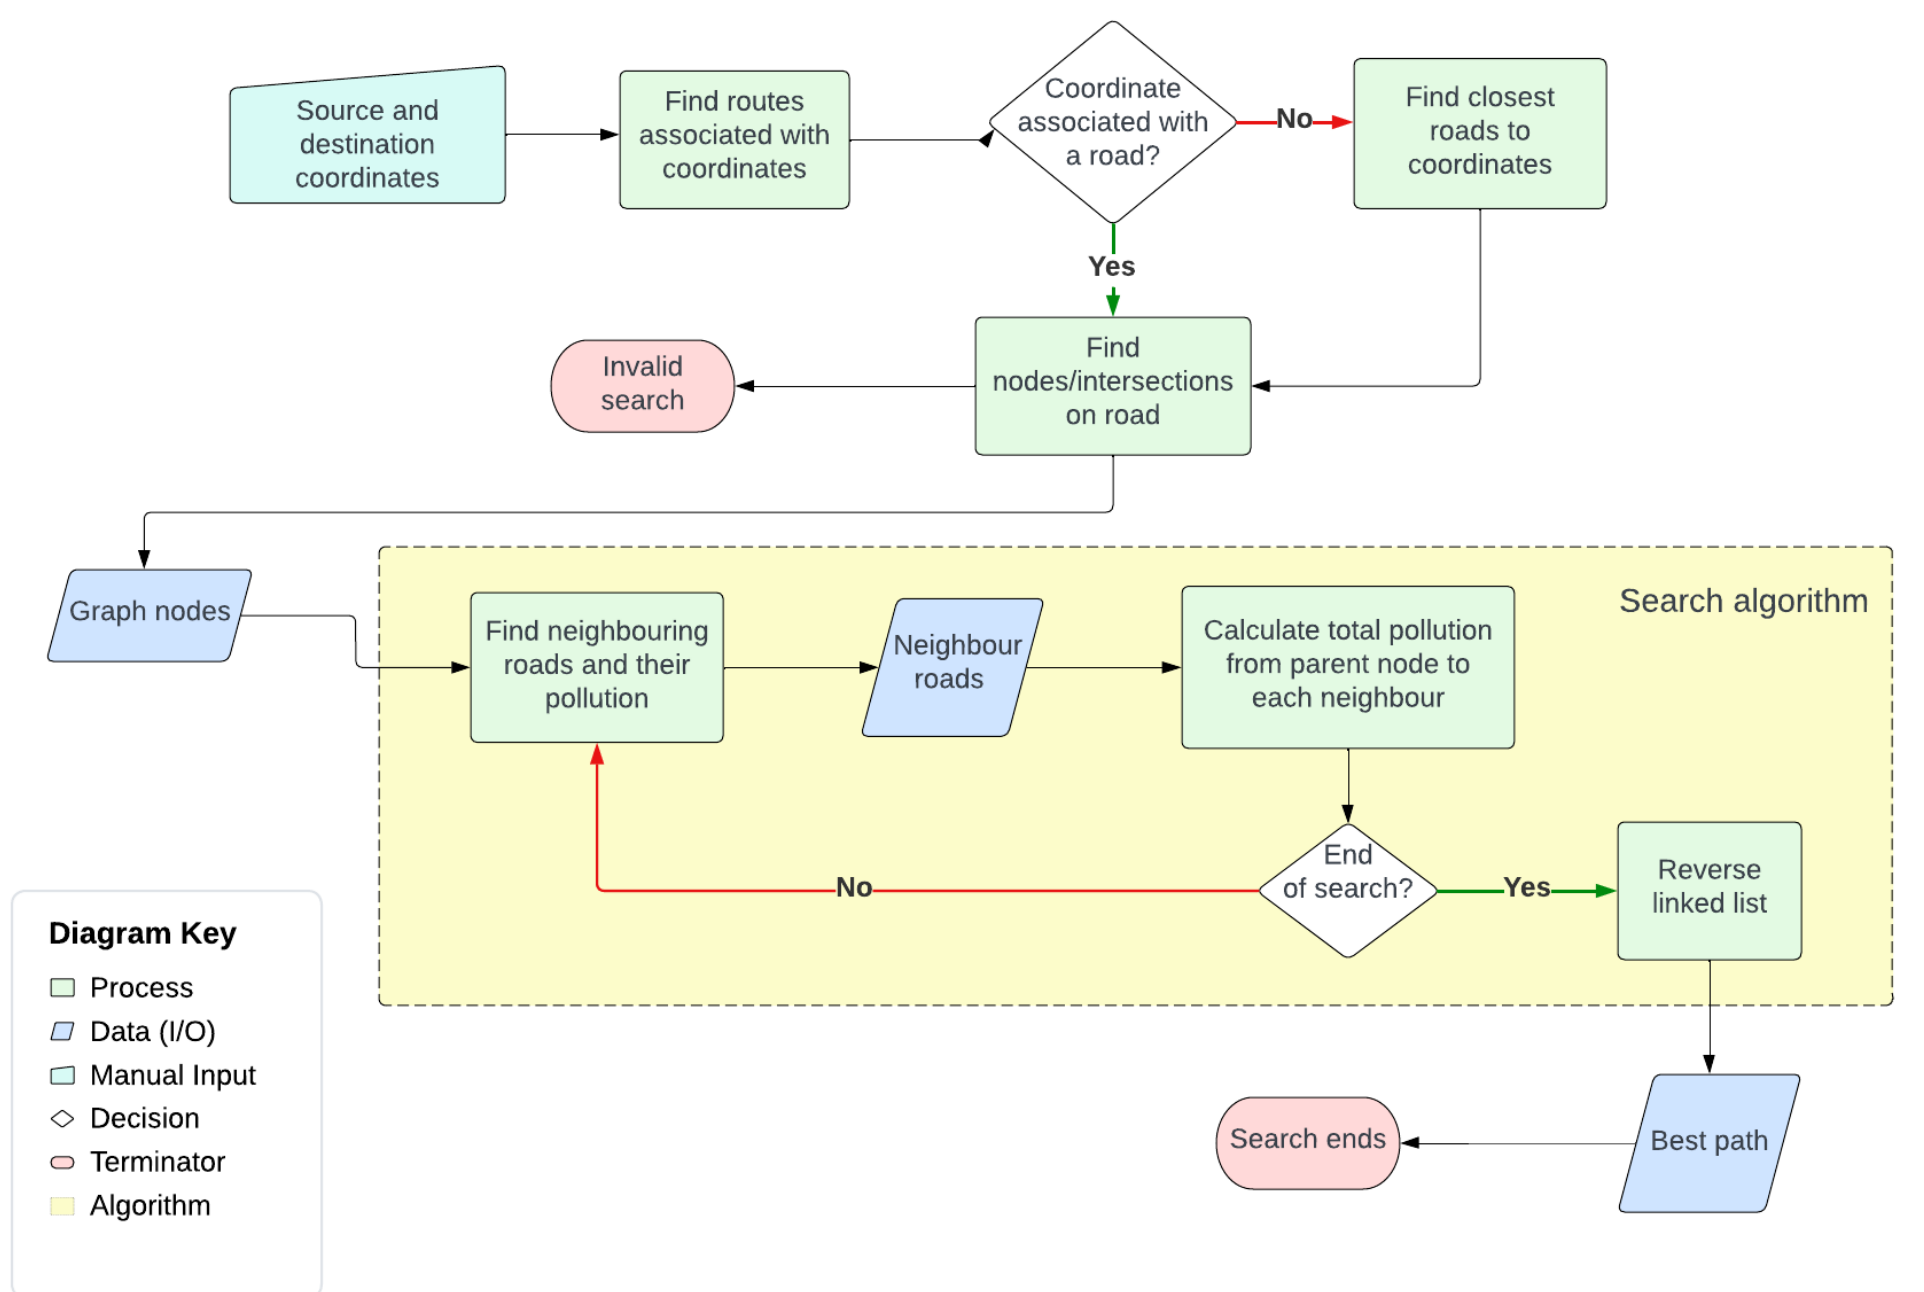 Source and
destination
coordinates
Find routes
associated with
coordinates
Coordinate
associated with
a road?
No
Find closest
roads to
coordinates
Yes
Invalid
search
Find
nodes/intersections
on road
Graph nodes
Search algorithm
Find neighbouring
roads and their
pollution
Neighbour
roads
Calculate total pollution
from parent node to
each neighbour
No
End
of search?
Yes
Reverse
linked list
Diagram Key
Process
Data (I/O)
Manual Input
Decision
Terminator
Algorithm
Search ends
Best path